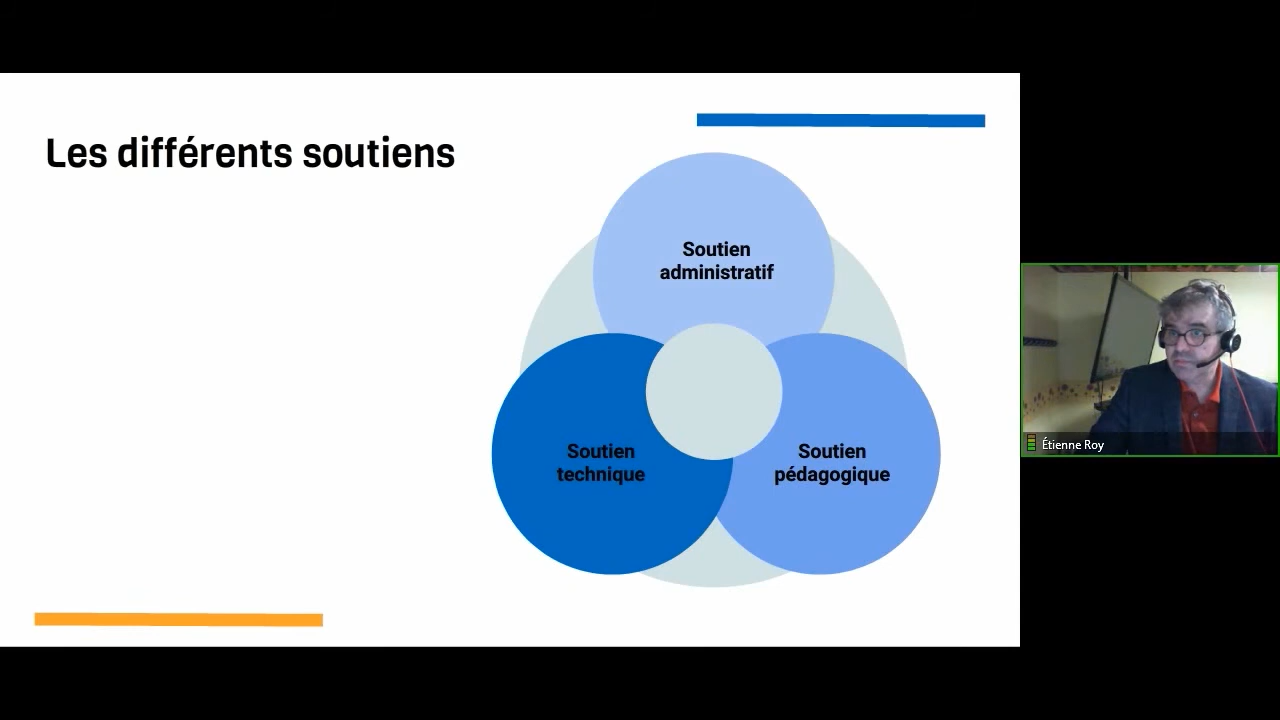 Les différents soutiens
Soutien
administratif
Soutien
technique
Soutien
pédagogique
Étienne Roy